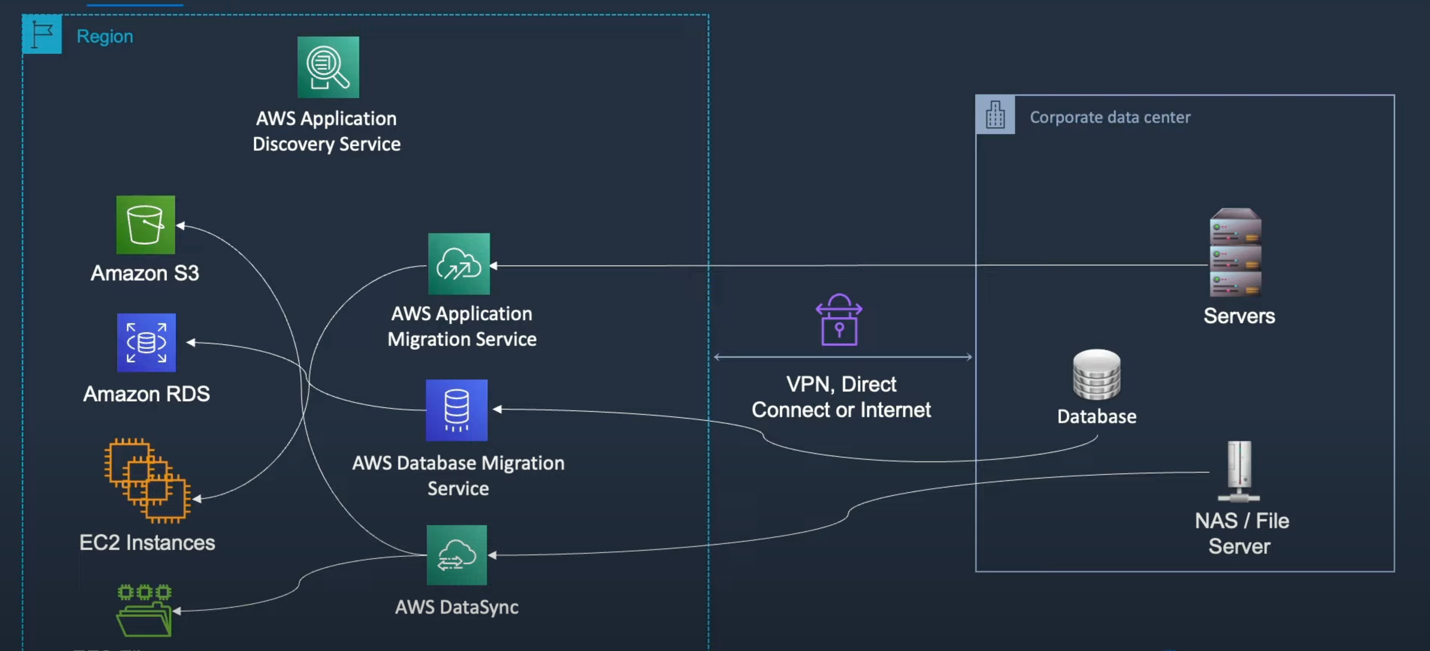 Region
AWS Application
Discovery Service
Corporate data center
Amazon S3
AWS Application
Migration Service
Servers
Amazon RDS
VPN, Direct
Connect or Internet
Database
AWS Database Migration
Service
EC2 Instances
NAS / File
Server
AWS DataSync